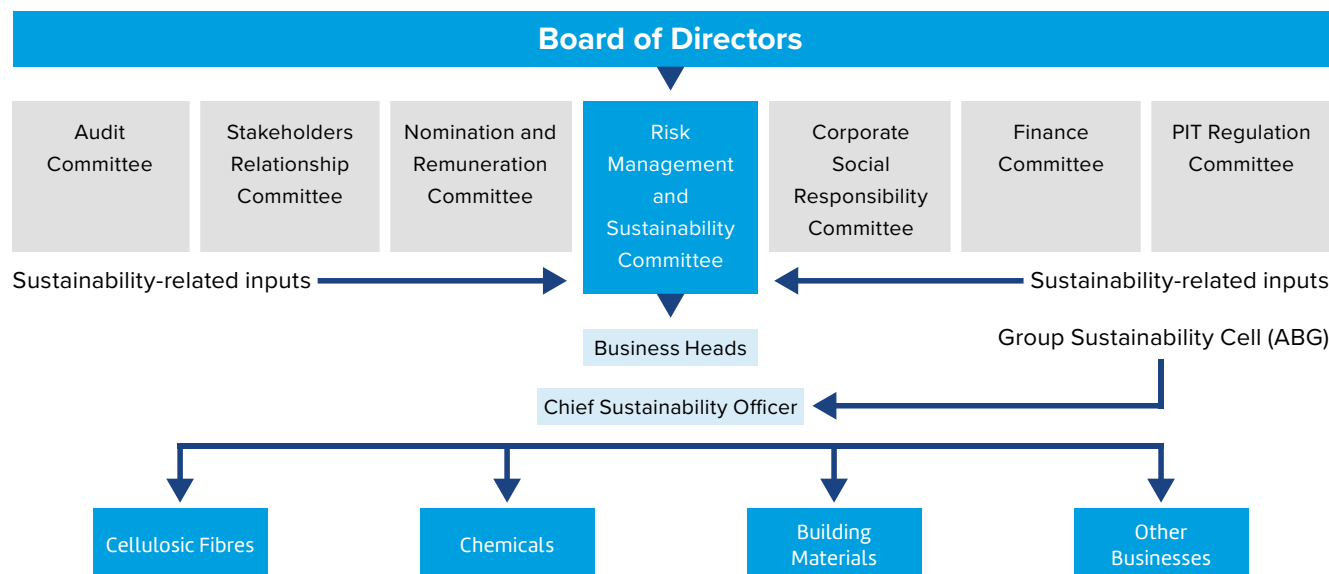 Board of Directors
Audit
Committee
Stakeholders
Relationship
Committee
Nomination and
Remuneration
Committee
Risk
Management
and
Sustainability
Committee
Corporate
Social
Responsibility
Committee
Finance
Committee
PIT Regulation
Committee
Sustainability-related inputs
Sustainability-related inputs
Business Heads
Group Sustainability Cell (ABG)
Chief Sustainability Officer
Cellulosic Fibres
Chemicals
Building
Materials
Other
Businesses